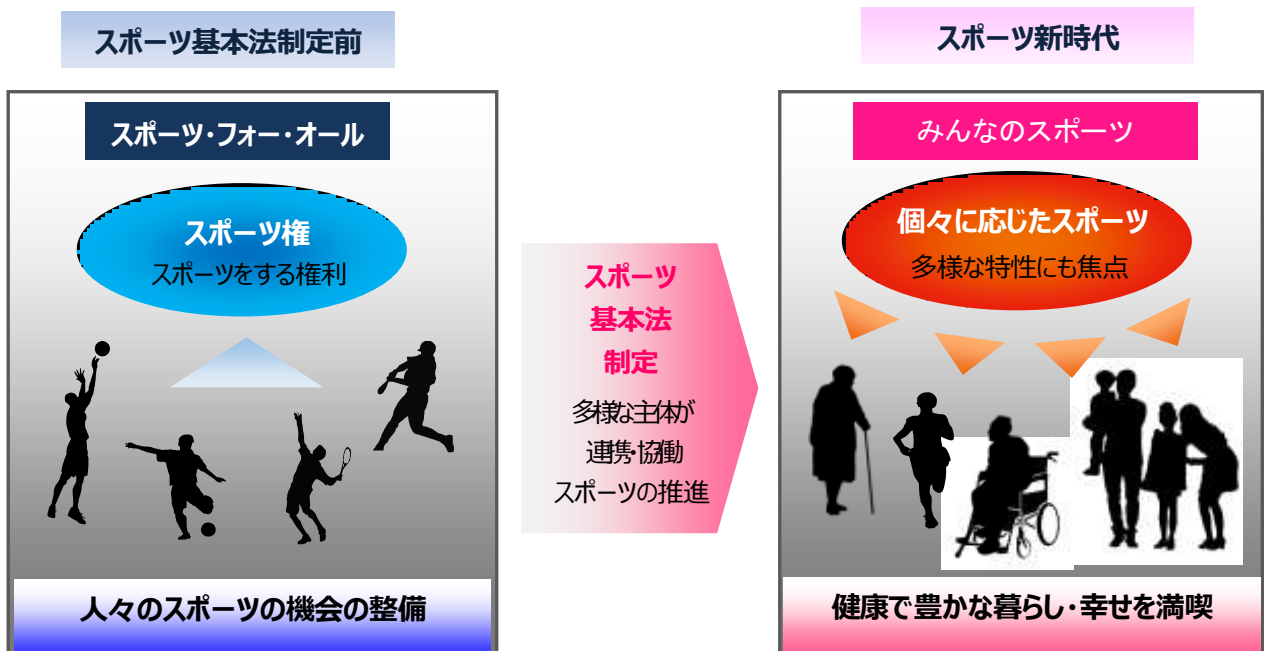 スポーツ基本法制定前
スポーツ・フォー・オール
スポーツ権
スポーツをする権利
人々のスポーツの機会の整備
スポーツ
基本法
制定
多様な主体が
連携・協働
スポーツの推進
スポーツ新時代
みんなのスポーツ
個々に応じたスポーツ
多様な特性にも焦点
健康で豊かな暮らし・幸せを満喫